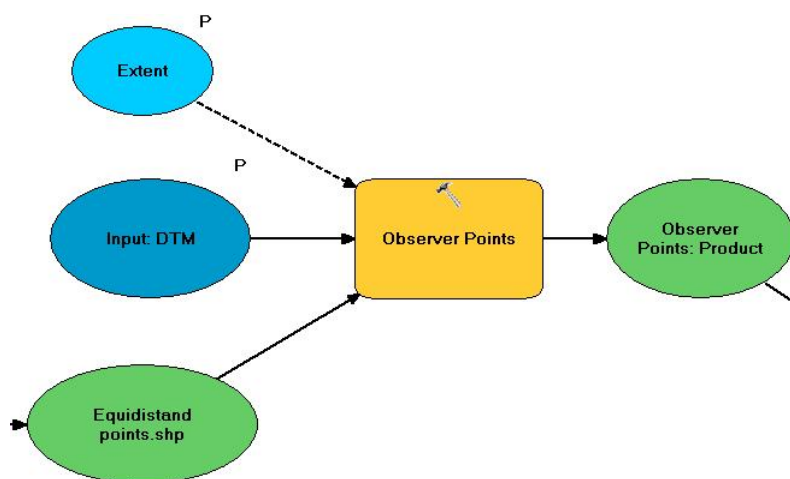 P
Extent
P
Input: DTM
Observer Points
Observer
Points: Product
Equidistand
points.shp